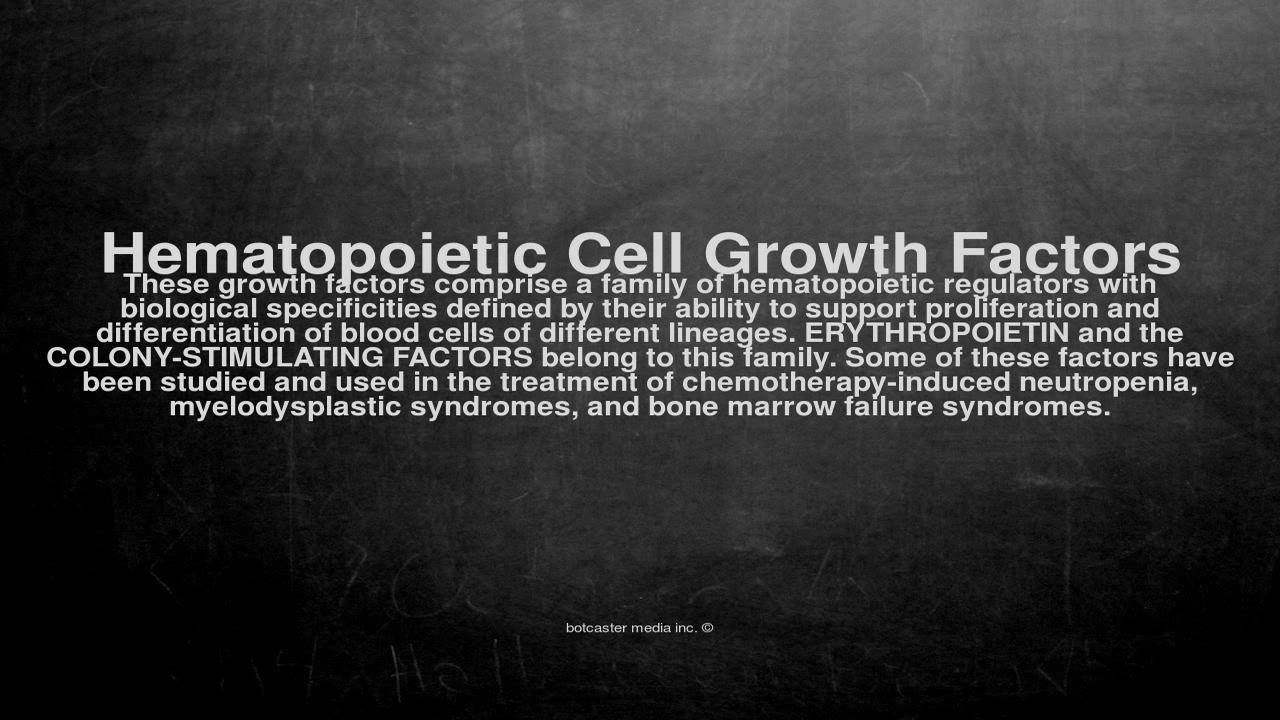 Hematopoietic Cell Growth Factors
These growth factors comprise a family of hematopoietic regulators with
biological specificities defined by their ability to support proliferation and
differentiation of blood cells of different lineages. ERYTHROPOIETIN and the
COLONY-STIMULATING FACTORS belong to this family. Some of these factors have
been studied and used in the treatment of chemotherapy-induced neutropenia,
myelodysplastic syndromes, and bone marrow failure syndromes.
botcaster media inc. ©